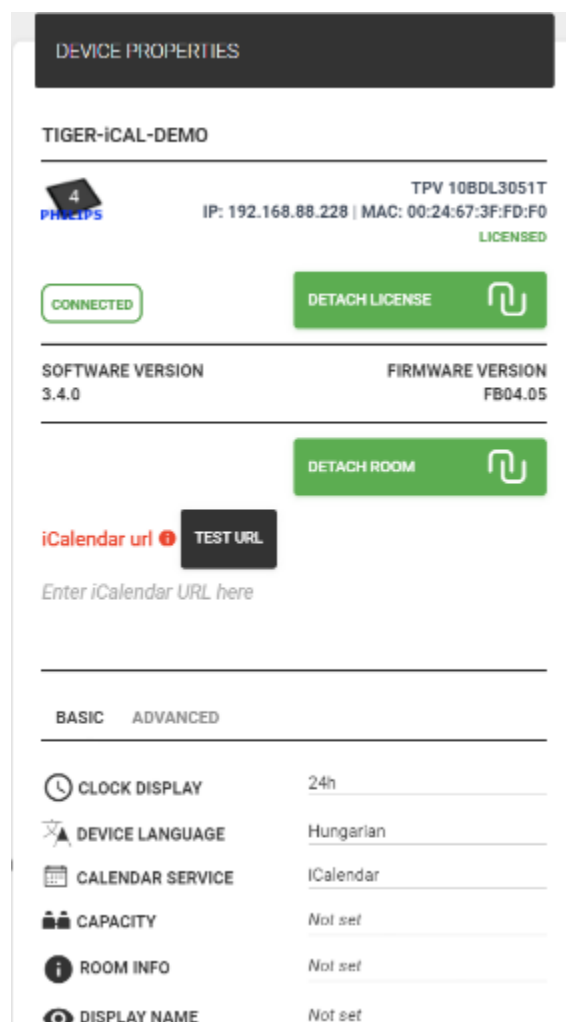 DEVICE PROPERTIES
TIGER-iCAL-DEMO
4
PHILIPS
TPV 10BDL3051T
IP: 192.168.88.228 | MAC: 00:24:67:3F:FD:F0
LICENSED
CONNECTED
DETACH LICENSE
SOFTWARE VERSION
3.4.0
FIRMWARE VERSION
FB04.05
DETACH ROOM
iCalendar url
TEST URL
Enter iCalendar URL here
BASIC ADVANCED
CLOCK DISPLAY 24h
DEVICE LANGUAGE Hungarian
CALENDAR SERVICE ICalendar
CAPACITY Not set
ROOM INFO Not set
DISPLAY NAME Not set